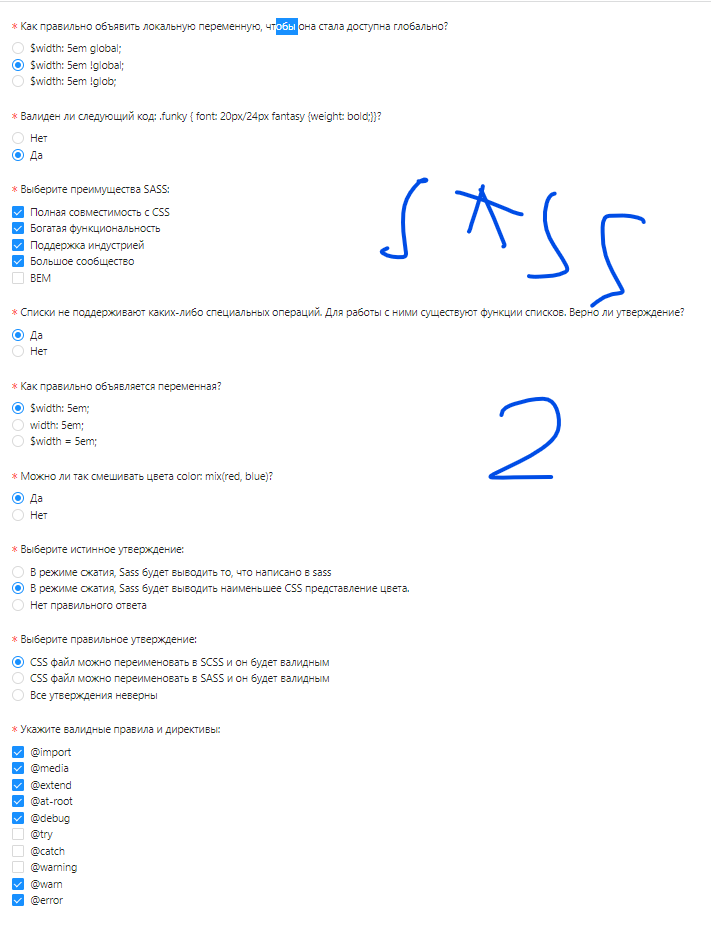 * Как правильно объявить локальную переменную, чтобы она стала доступна глобально?
$width: 5em global;
$width: 5em !global;
$width: 5em !glob;
* Валиден ли следующий код: .funky { font: 20px/24px fantasy {weight: bold;}}?
Нет
Да
* Выберите преимущества SASS:
Полная совместимость с CSS
Богатая функциональность
Поддержка индустрией
Большое сообщество
BEM
SASS
* Списки не поддерживают каких-либо специальных операций. Для работы с ними существуют функции списков. Верно ли утверждение?
Да
Нет
* Как правильно объявляется переменная?
$width: 5em;
width: 5em;
$width = 5em;
2
* Можно ли так смешивать цвета color: mix(red, blue)?
Да
Нет
* Выберите истинное утверждение:
В режиме сжатия, Sass будет выводить то, что написано в sass
В режиме сжатия, Sass будет выводить наименьшее CSS представление цвета.
Нет правильного ответа
* Выберите правильное утверждение:
CSS файл можно переименовать в SCSS и он будет валидным
CSS файл можно переименовать в SASS и он будет валидным
Все утверждения неверны
* Укажите валидные правила и директивы:
@import
@media
@extend
@at-root
@debug
@try
@catch
@warning
@warn
@error